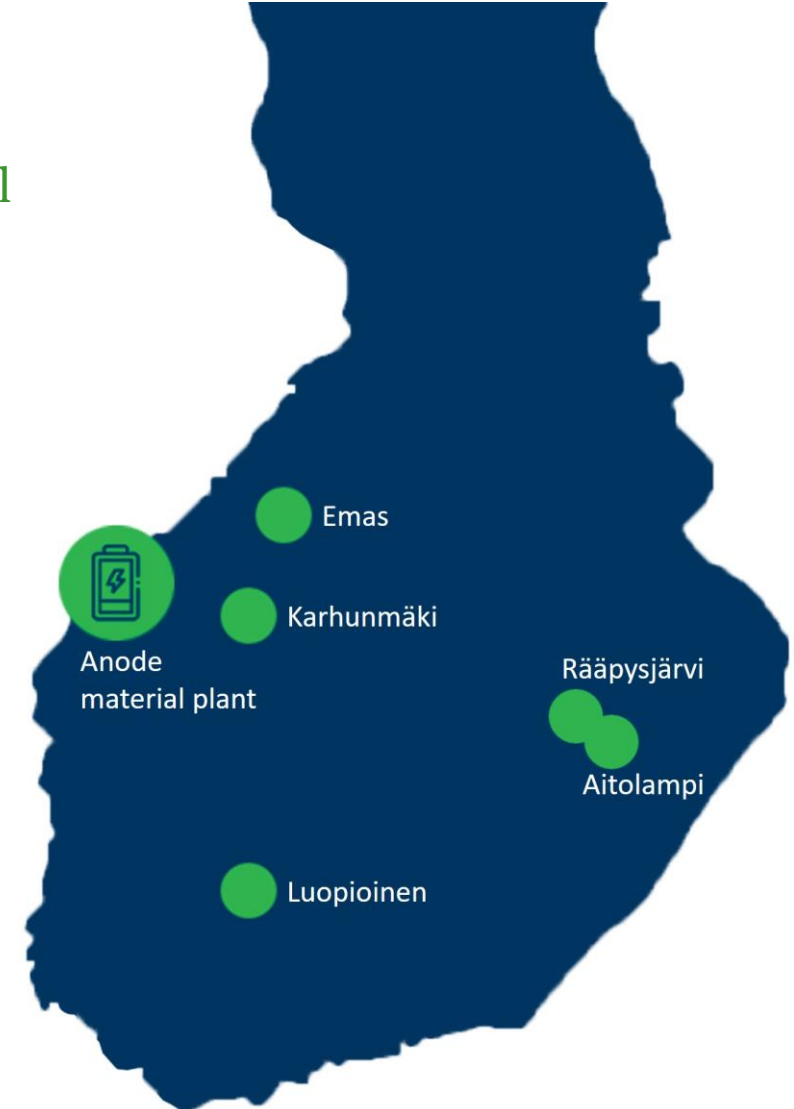 l
Emas
Karhunmäki
Anode
material plant
Rääpysjärvi
Aitolampi
Luopioinen